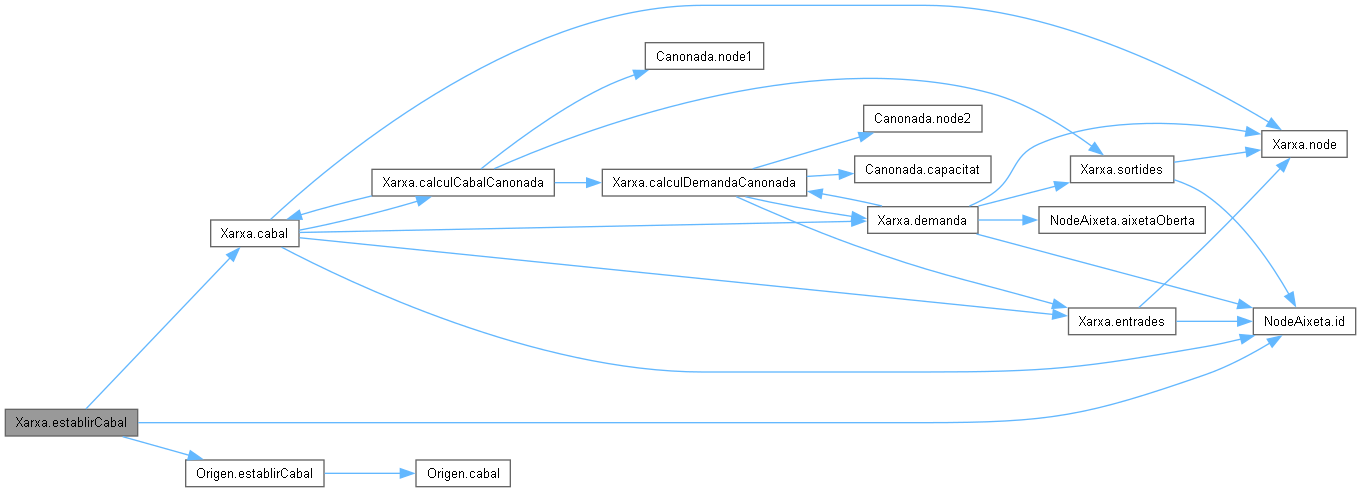 Canonada.node1
Canonada.node2
Xarxa.node
Canonada.capacitat
Xarxa.sortides
Xarxa.calculCabalCanonada
Xarxa.calculDemandaCanonada
Xarxa.demanda
NodeAixeta.aixetaOberta
Xarxa.cabal
Xarxa.entrades
NodeAixeta.id
Xarxa.establirCabal
Origen.establirCabal
Origen.cabal